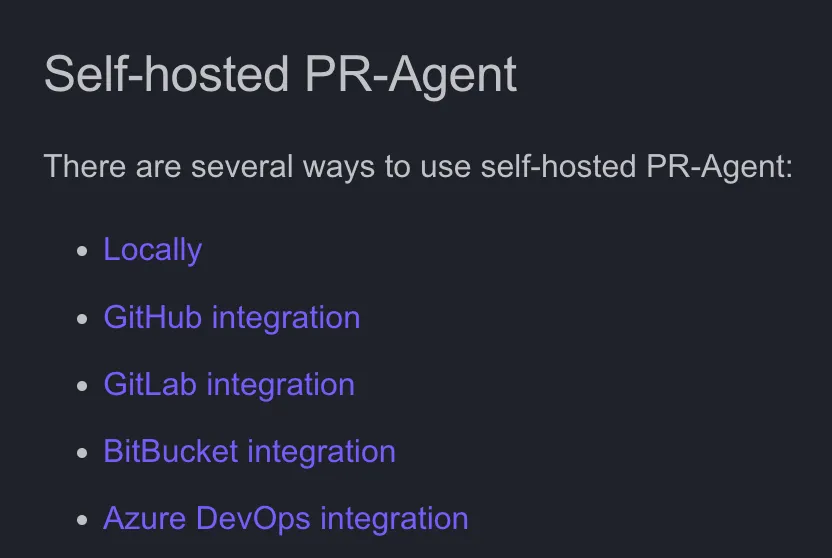 Self-hosted PR-Agent
There are several ways to use self-hosted PR-Agent:
Locally
GitHub integration
GitLab integration
BitBucket integration
Azure DevOps integration